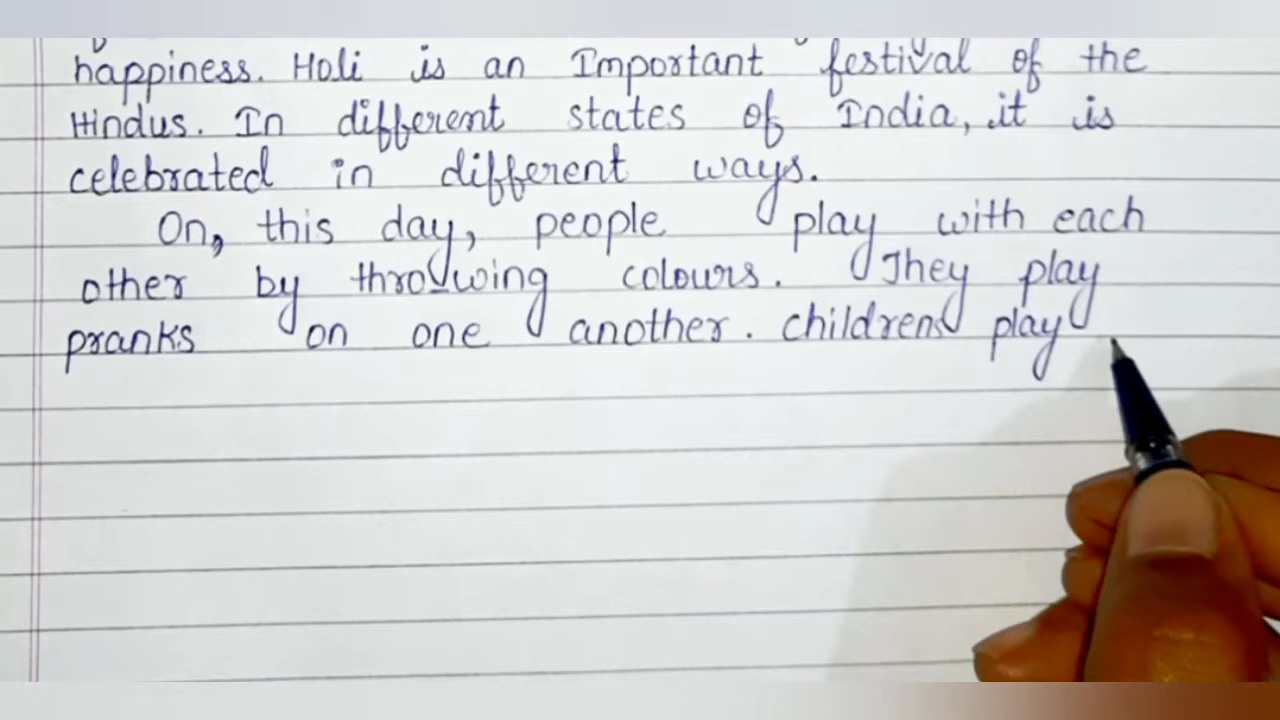 happiness. Holi is an Important festival of the
Hindus. In different states of India, it is
celebrated in different ways.
On, this day, people play with each
other by throwing colours. They play
pranks on one another. childrens play